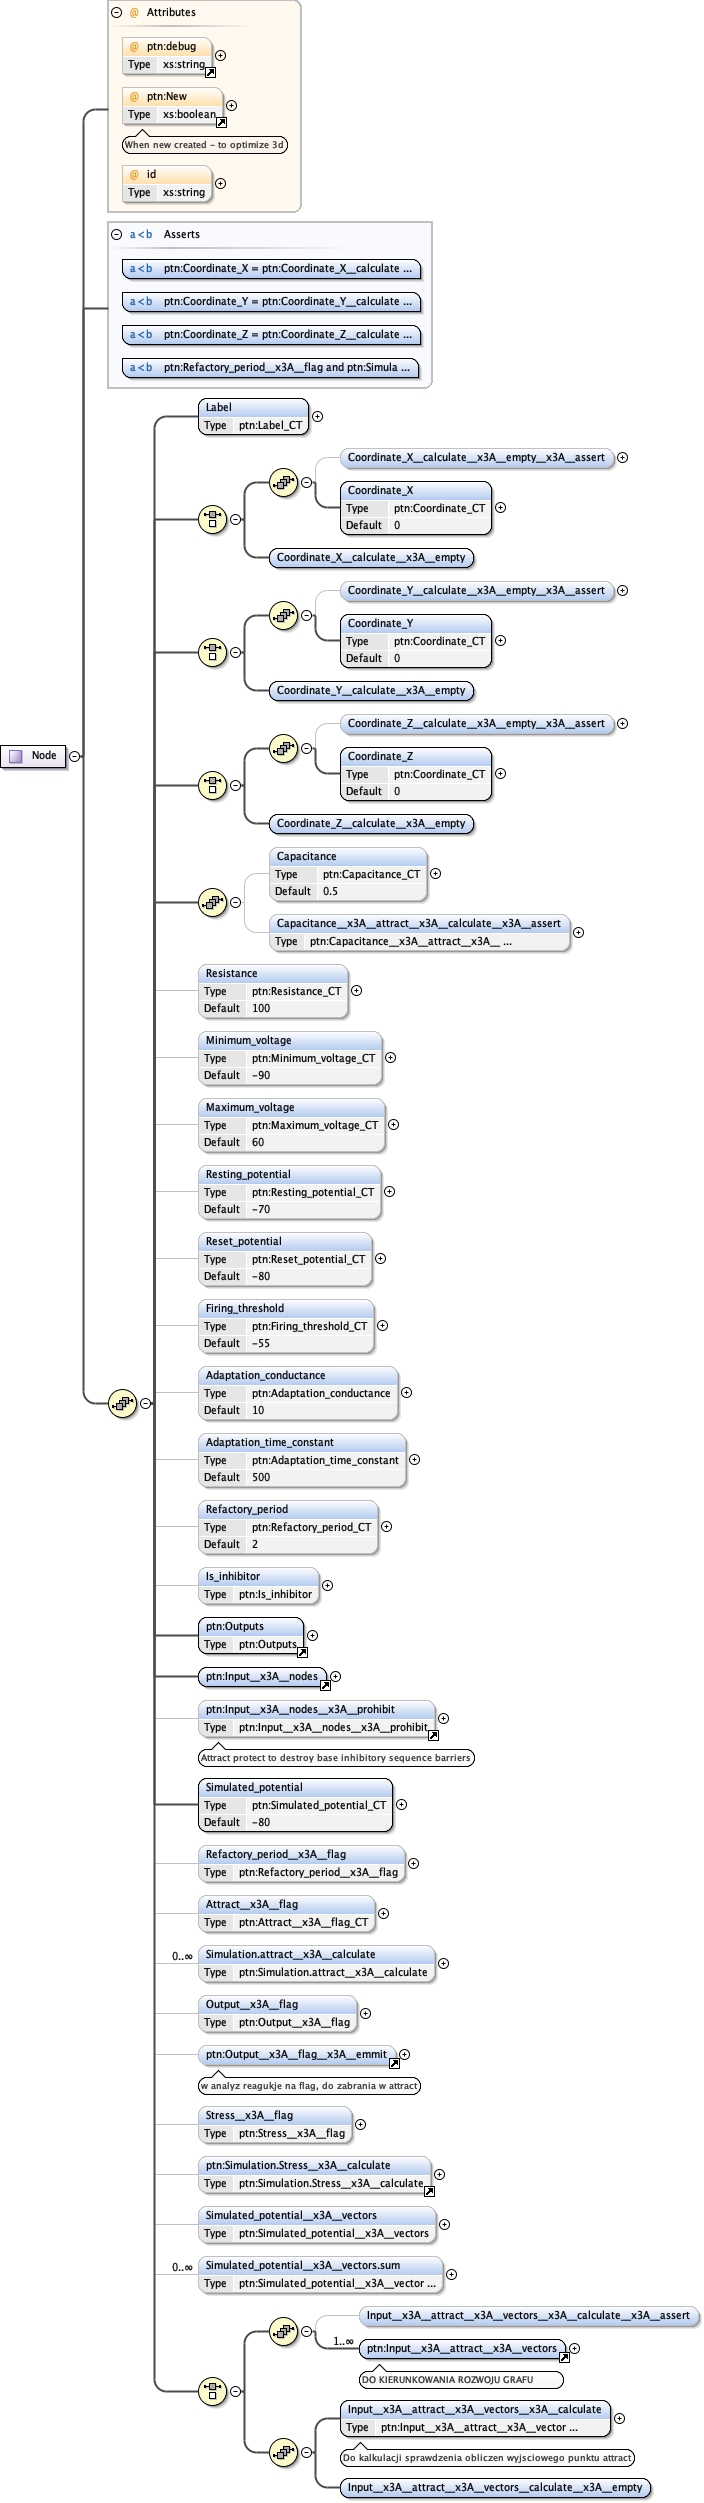 Attributes
@ ptn:debug
Type xs:string
@ ptn:New
Type xs:boolean
When new created - to optimize 3d
@ id
Type xs:string
a<b Asserts
a<b ptn:Coordinate_X = ptn:Coordinate_X__calculate ...
a<b ptn:Coordinate_Y = ptn:Coordinate_Y__calculate ...
a<b ptn:Coordinate_Z = ptn:Coordinate_Z__calculate ...
a<b ptn:Refactory_period__x3A__flag and ptn:Simula ...
Label
Type ptn:Label_CT
Coordinate_X__calculate__x3A__empty__x3A__assert
Coordinate_X
Type ptn:Coordinate_CT
Default 0
Coordinate_X__calculate__x3A__empty
Coordinate_Y__calculate__x3A__empty__x3A__assert
Coordinate_Y
Type ptn:Coordinate_CT
Default 0
Coordinate_Y__calculate__x3A__empty
Coordinate_Z__calculate__x3A__empty__x3A__assert
Node
Coordinate_Z
Type ptn:Coordinate_CT
Default 0
Coordinate_Z__calculate__x3A__empty
Capacitance
Type ptn:Capacitance_CT
Default 0.5
Capacitance__x3A__attract__x3A__calculate__x3A__assert
Type ptn:Capacitance__x3A__attract__x3A__ ...
Resistance
Type ptn:Resistance_CT
Default 100
Minimum_voltage
Type ptn:Minimum_voltage_CT
Default -90
Maximum_voltage
Type ptn:Maximum_voltage_CT
Default 60
Resting_potential
Type ptn:Resting_potential_CT
Default -70
Reset_potential
Type ptn:Reset_potential_CT
Default -80
Firing_threshold
Type ptn:Firing_threshold_CT
Default -55
Adaptation_conductance
Type ptn:Adaptation_conductance
Default 10
Adaptation_time_constant
Type ptn:Adaptation_time_constant
Default 500
Refactory_period
Type ptn:Refactory_period_CT
Default 2
Is_inhibitor
Type ptn:Is_inhibitor
ptn:Outputs
Type ptn:Outputs
ptn:Input__x3A__nodes
ptn:Input__x3A__nodes__x3A__prohibit
Type ptn:Input__x3A__nodes__x3A__prohibit
Attract protect to destroy base inhibitory sequence barriers
Simulated_potential
Type ptn:Simulated_potential_CT
Default -80
Refactory_period__x3A__flag
Type ptn:Refactory_period__x3A__flag
Attract__x3A__flag
Type ptn:Attract__x3A__flag_CT
0..∞ Simulation.attract__x3A__calculate
Type ptn:Simulation.attract__x3A__calculate
Output__x3A__flag
Type ptn:Output__x3A__flag
ptn:Output__x3A__flag__x3A__emmit
w analyz reagukje na flag, do zabrania w attract
Stress__x3A__flag
Type ptn:Stress__x3A__flag
ptn:Simulation.Stress__x3A__calculate
Type ptn:Simulation.Stress__x3A__calculate
Simulated_potential__x3A__vectors
Type ptn:Simulated_potential__x3A__vectors
0..∞ Simulated_potential__x3A__vectors.sum
Type ptn:Simulated_potential__x3A__vector ...
Input__x3A__attract__x3A__vectors__x3A__calculate__x3A__assert
1..∞ ptn:Input__x3A__attract__x3A__vectors
DO KIERUNKOWANIA ROZWOJU GRAFU
Input__x3A__attract__x3A__vectors__x3A__calculate
Type ptn:Input__x3A__attract__x3A__vector ...
Do kalkulacji sprawdzenia obliczen wyjsciowego punktu attract
Input__x3A__attract__x3A__vectors__calculate__x3A__empty